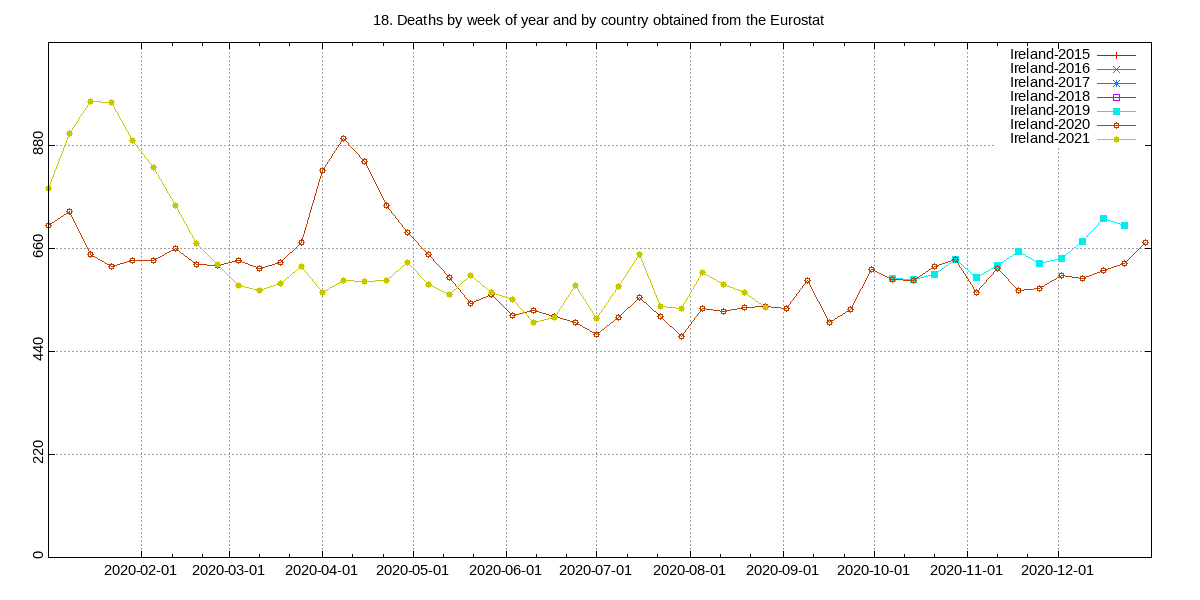 18. Deaths by week of year and by country obtained from the Eurostat
Ireland-2015
Ireland-2016
Ireland-2017
Ireland-2018
Ireland-2019
Ireland-2020
Ireland-2021
880
660
440
220
0
2020-02-01 2020-03-01 2020-04-01 2020-05-01 2020-06-01 2020-07-01 2020-08-01 2020-09-01 2020-10-01 2020-11-01 2020-12-01